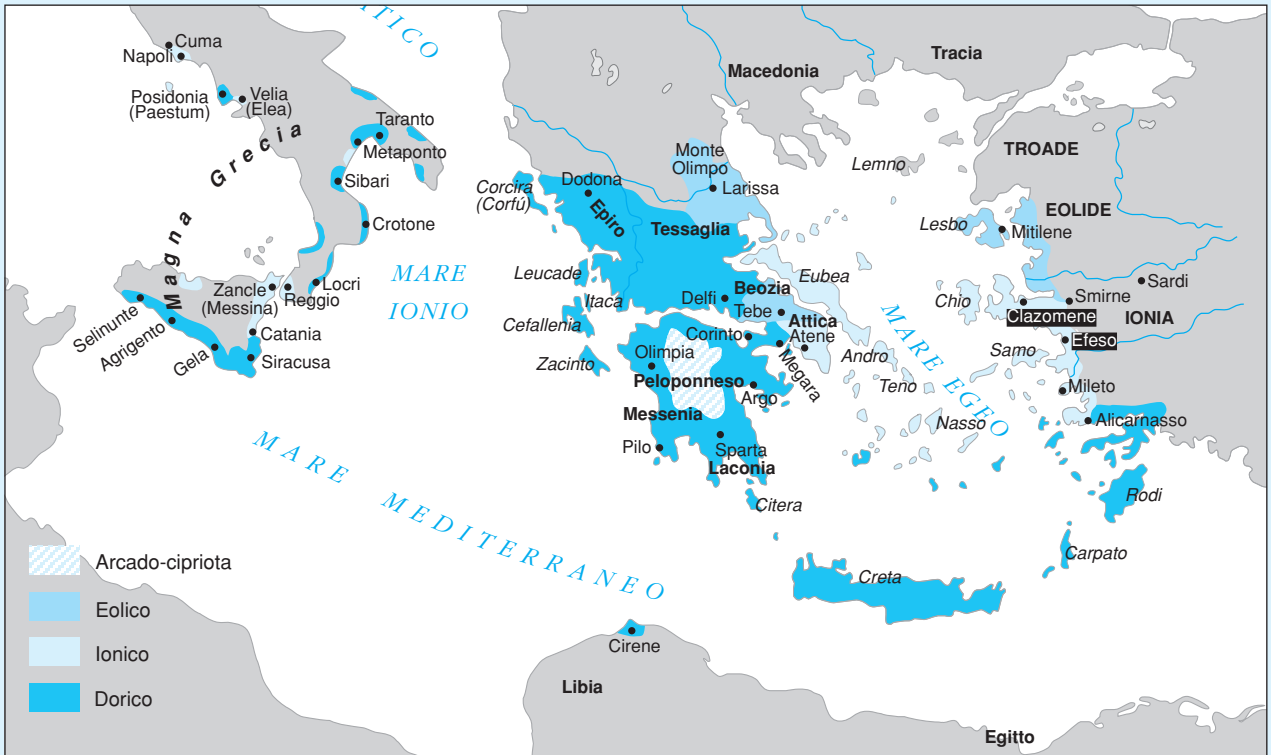 ATICO
Cuma
Napoli
Posidonia
(Paestum)
Velia
(Elea)
Taranto
Metaponto
Sibari
Crotone
Magna Grecia
Zancle
(Messina)
Reggio
Locri
Selinunte
Agrigento
Gela
Catania
Siracusa
MARE
IONIO
Corcira
(Corfú)
Dodona
Epiro
Macedonia
Tracia
Monte
Olimpo
Larissa
Tessaglia
Lemno
TROADE
EOLIDE
Lesbo
Mitilene
Leucade
Itaca
Cefallenia
Zacinto
Delfi
Beozia
Tebe
Eubea
Attica
Atene
Corinto
Megara
Olimpia
Peloponneso
Argo
Messenia
Pilo
Sparta
Laconia
Citera
MARE EGEO
Andro
Teno
Nasso
Chio
Samo
Sardi
Smirne
Clazomene
IONIA
Efeso
Mileto
Alicarnasso
Rodi
Carpato
Creta
MARE MEDITERRANEO
Cirene
Libia
Egitto
Arcado-cipriota
Eolico
Ionico
Dorico